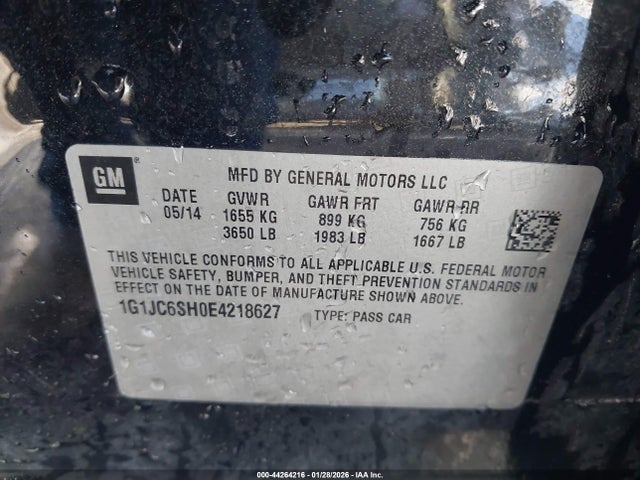 GM
MFD BY GENERAL MOTORS LLC
DATE GVWR GAWR FRT GAWR RR
05/14 1655 KG 899 KG 756 KG
3650 LB 1983 LB 1667 LB
THIS VEHICLE CONFORMS TO ALL APPLICABLE U.S. FEDERAL MOTOR
VEHICLE SAFETY, BUMPER, AND THEFT PREVENTION STANDARDS
IN EFFECT ON THE DATE OF MANUFACTURE SHOWN ABOVE.
1G1JC6SH0E4218627 TYPE: PASS CAR
000-44264216 | 01/28/2026 | IAA Inc.